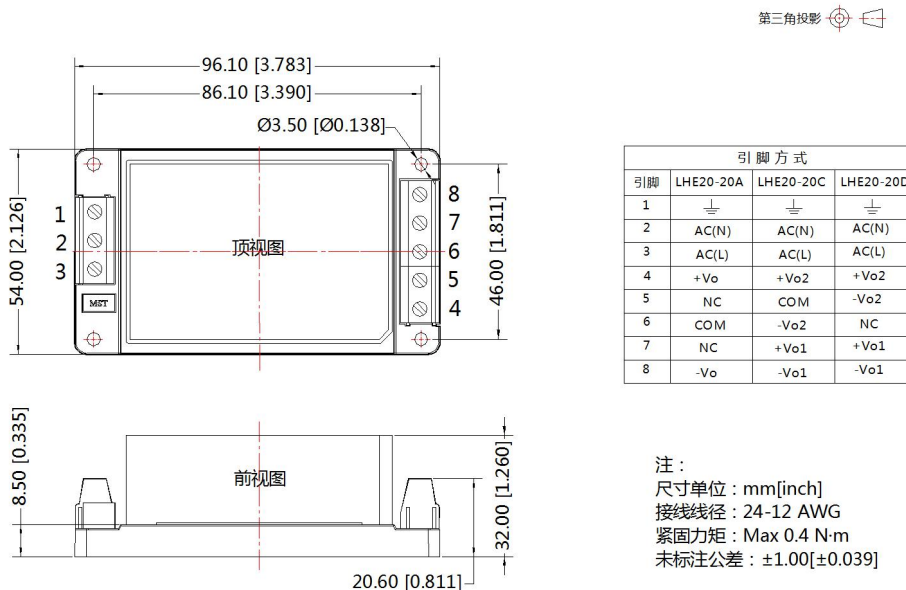 第三角投影
96.10 [3.783]
86.10 [3.390]
Ø3.50 [Ø0.138]
54.00 [2.126]
1
2
3
MST
顶视图
8
7
6
5
4
46.00 [1.811]
引 脚 方 式
引脚 LHE20-20A LHE20-20C LHE20-20D
1
2 AC(N) AC(N) AC(N)
3 AC(L) AC(L) AC(L)
4 +Vo +Vo2 +Vo2
5 NC COM -Vo2
6 COM -Vo2 NC
7 NC +Vo1 +Vo1
8 -Vo -Vo1 -Vo1
8.50 [0.335]
前视图
32.00 [1.260]
20.60 [0.811]
注：
尺寸单位：mm[inch]
接线线径：24-12 AWG
紧固力矩：Max 0.4 N·m
未标注公差：±1.00[±0.039]